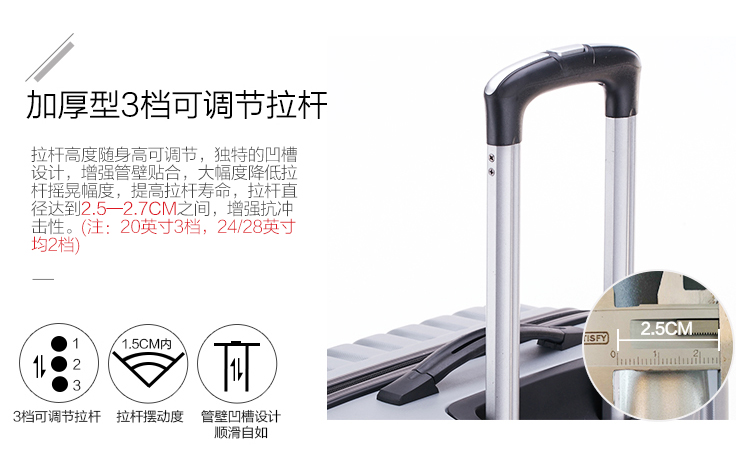 加厚型3档可调节拉杆
拉杆高度随身高可调节，独特的凹槽
设计，增强管壁贴合，大幅度降低拉
杆摇晃幅度，提高拉杆寿命，拉杆直
径达到2.5—2.7CM之间，增强抗冲
击性。(注：20英寸3档，24/28英寸
均2档)
1
2
3
3档可调节拉杆
1.5CM内
拉杆摆动度
管壁凹槽设计
顺滑自如
2.5CM
0 1 2